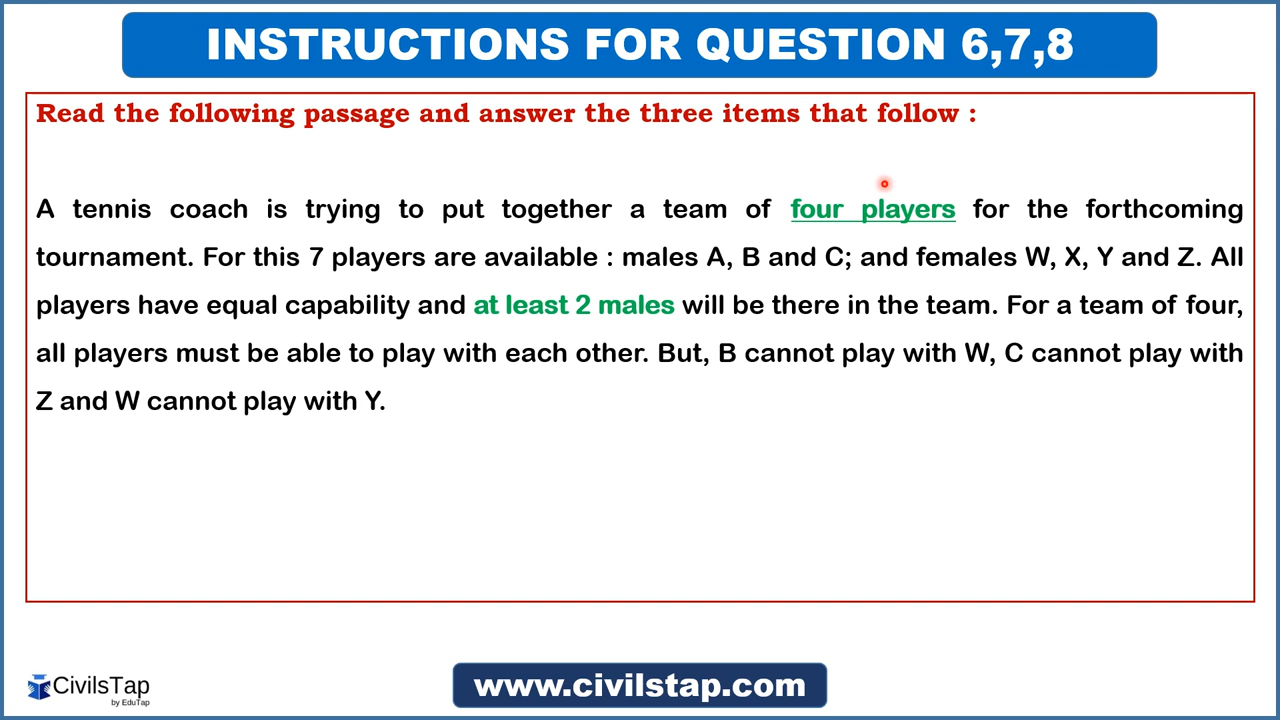 INSTRUCTIONS FOR QUESTION 6,7,8
Read the following passage and answer the three items that follow :
A tennis coach is trying to put together a team of four players for the forthcoming
tournament. For this 7 players are available : males A, B and C; and females W, X, Y and Z. All
players have equal capability and at least 2 males will be there in the team. For a team of four,
all players must be able to play with each other. But, B cannot play with W, C cannot play with
Z and W cannot play with Y.
CivilsTap
by EduTap
www.civilstap.com